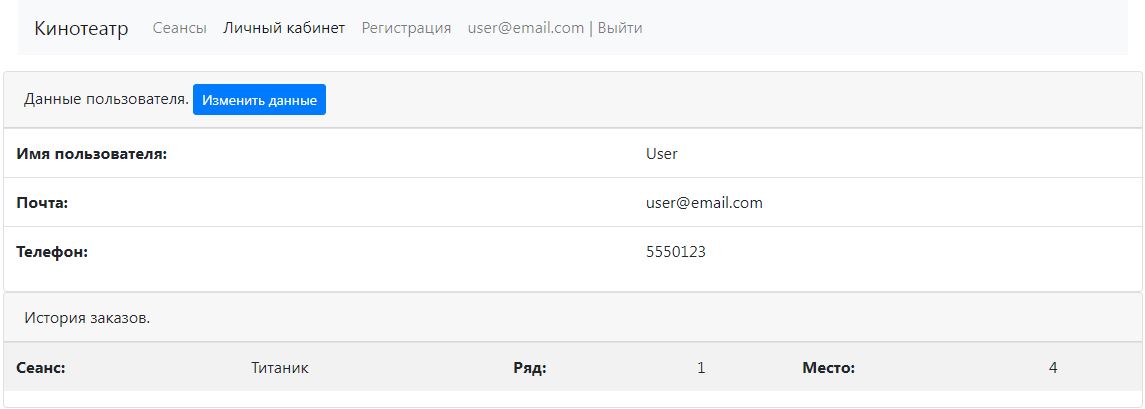 Кинотеатр Сеансы Личный кабинет Регистрация user@email.com | Выйти
Данные пользователя. Изменить данные
Имя пользователя: User
Почта: user@email.com
Телефон: 5550123
История заказов.
Сеанс: Титаник Ряд: 1 Место: 4